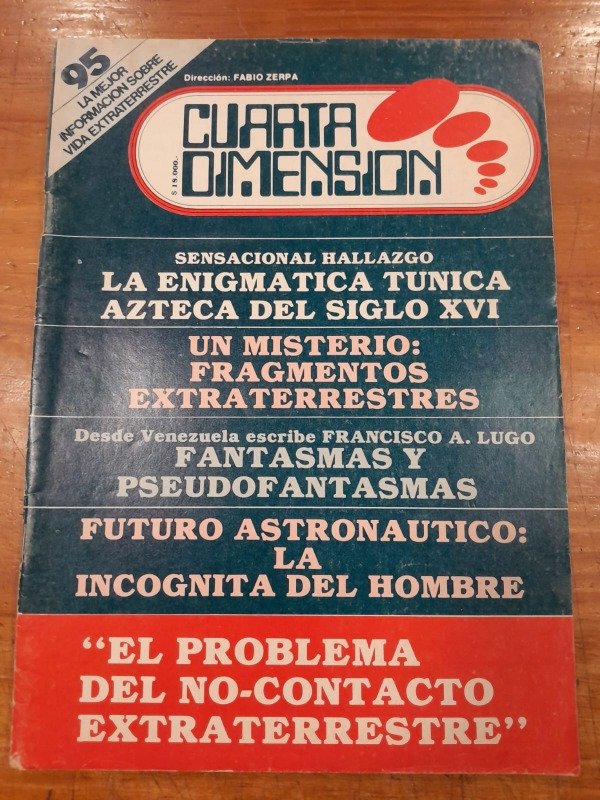 95
LA MEJOR
INFORMACION SOBRE
VIDA EXTRATERRESTRE
Dirección: FABIO ZERPA
CUARTA
DIMENSION
$ 18.000.-
SENSACIONAL HALLAZGO
LA ENIGMATICA TUNICA
AZTECA DEL SIGLO XVI
UN MISTERIO:
FRAGMENTOS
EXTRATERRESTRES
Desde Venezuela escribe FRANCISCO A. LUGO
FANTASMAS Y
PSEUDOFANTASMAS
FUTURO ASTRONAUTICO:
LA
INCOGNITA DEL HOMBRE
“EL PROBLEMA
DEL NO-CONTACTO
EXTRATERRESTRE”